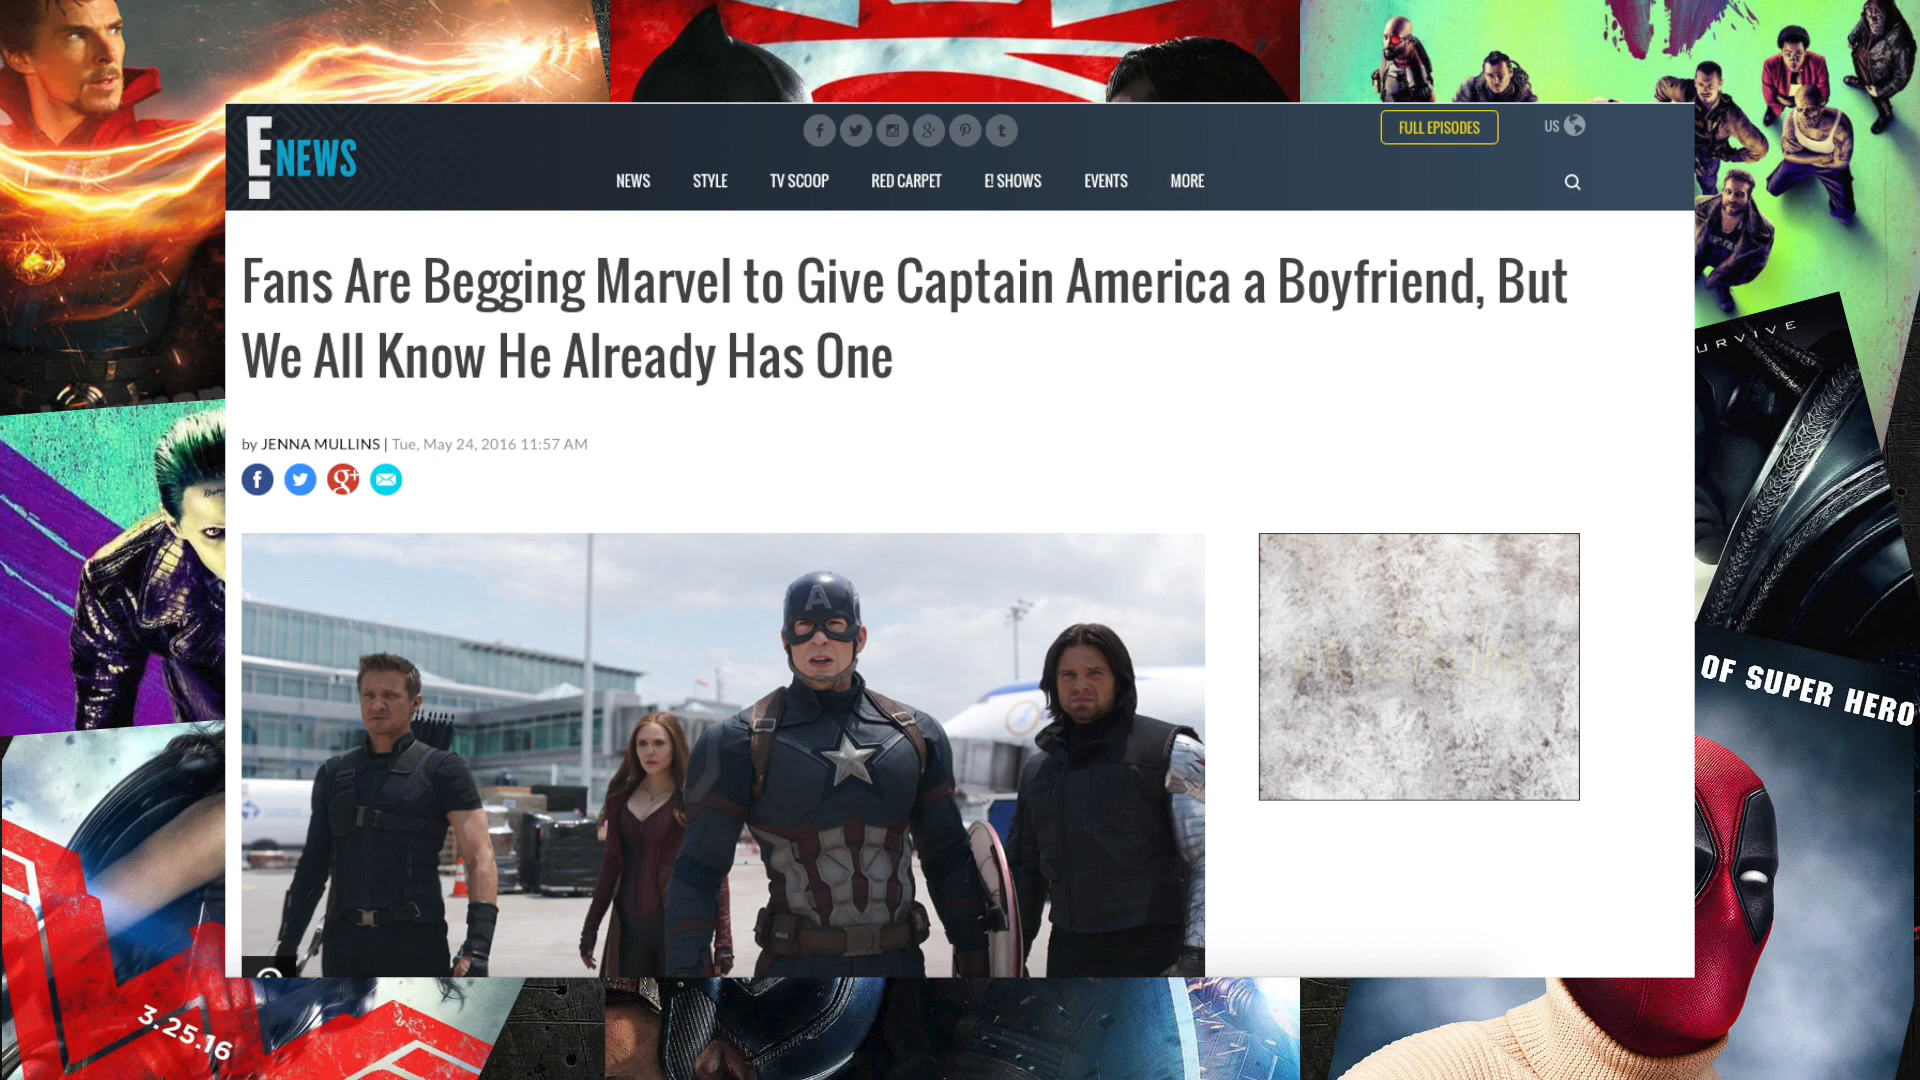 E NEWS
FULL EPISODES
US
NEWS STYLE TV SCOOP RED CARPET E! SHOWS EVENTS MORE
Fans Are Begging Marvel to Give Captain America a Boyfriend, But
We All Know He Already Has One
by JENNA MULLINS | Tue, May 24, 2016 11:57 AM
A
URVIVE
OF SUPER HERO
3.25.16